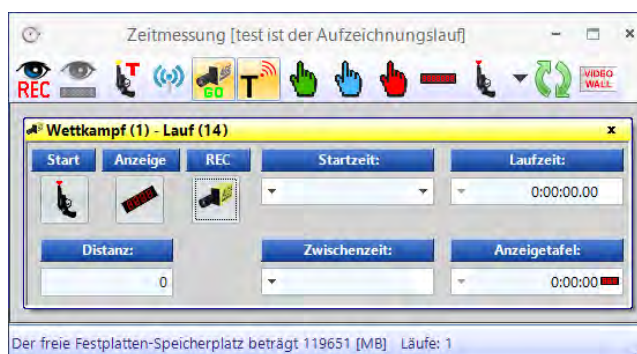 Zeitmessung [test ist der Aufzeichnungslauf]
REC T GO T VIDEO WALL
Wettkampf (1) - Lauf (14)
Start Anzeige REC Startzeit: Laufzeit:
0:00:00.00
Distanz: Zwischenzeit: Anzeigetafel:
0 0:00:00
Der freie Festplatten-Speicherplatz beträgt 119651 [MB] Läufe: 1